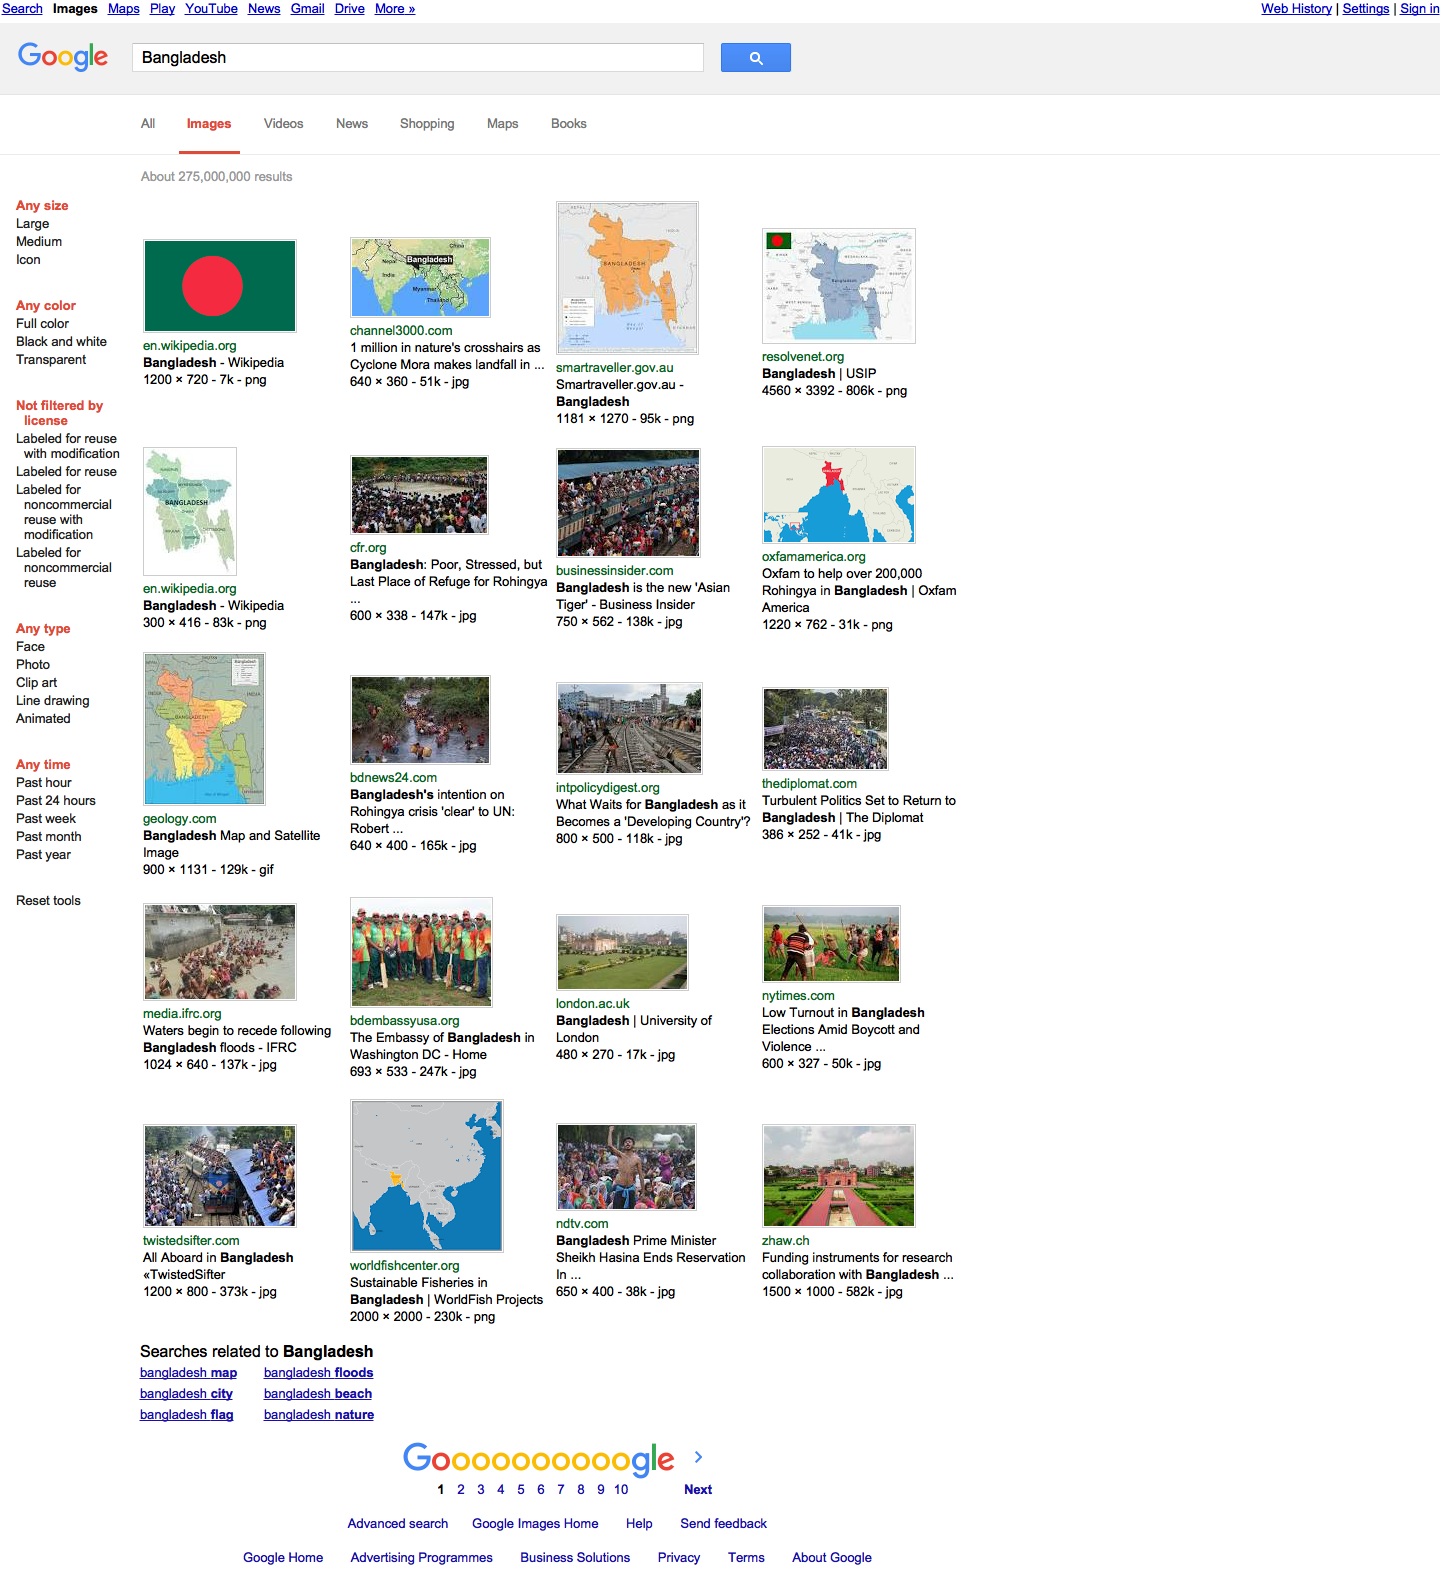 Search Images Maps Play YouTube News Gmail Drive More »
Web History | Settings | Sign in
Google
Bangladesh
All Images Videos News Shopping Maps Books
About 275,000,000 results
Any size
Large
Medium
Icon
Any color
Full color
Black and white
Transparent
Not filtered by
license
Labeled for reuse
with modification
Labeled for reuse
Labeled for
noncommercial
reuse with
modification
Labeled for
noncommercial
reuse
Any type
Face
Photo
Clip art
Line drawing
Animated
Any time
Past hour
Past 24 hours
Past week
Past month
Past year
Reset tools
en.wikipedia.org
Bangladesh - Wikipedia
1200 × 720 - 7k - png
China
Nepal
Bangladesh
India
Myanmar
Thailand
channel3000.com
1 million in nature's crosshairs as
Cyclone Mora makes landfall in ...
640 × 360 - 51k - jpg
BANGLADESH
smartraveller.gov.au
Smartraveller.gov.au -
Bangladesh
1181 × 1270 - 95k - png
Bangladesh
resolvenet.org
Bangladesh | USIP
4560 × 3392 - 806k - png
BANGLADESH
en.wikipedia.org
Bangladesh - Wikipedia
300 × 416 - 83k - png
cfr.org
Bangladesh: Poor, Stressed, but
Last Place of Refuge for Rohingya
...
600 × 338 - 147k - jpg
businessinsider.com
Bangladesh is the new 'Asian
Tiger' - Business Insider
750 × 562 - 138k - jpg
oxfamamerica.org
Oxfam to help over 200,000
Rohingya in Bangladesh | Oxfam
America
1220 × 762 - 31k - png
Bangladesh
INDIA
INDIA
BANGLADESH
geology.com
Bangladesh Map and Satellite
Image
900 × 1131 - 129k - gif
bdnews24.com
Bangladesh's intention on
Rohingya crisis 'clear' to UN:
Robert ...
640 × 400 - 165k - jpg
intpolicydigest.org
What Waits for Bangladesh as it
Becomes a 'Developing Country'?
800 × 500 - 118k - jpg
thediplomat.com
Turbulent Politics Set to Return to
Bangladesh | The Diplomat
386 × 252 - 41k - jpg
media.ifrc.org
Waters begin to recede following
Bangladesh floods - IFRC
1024 × 640 - 137k - jpg
bdembassyusa.org
The Embassy of Bangladesh in
Washington DC - Home
693 × 533 - 247k - jpg
london.ac.uk
Bangladesh | University of
London
480 × 270 - 17k - jpg
nytimes.com
Low Turnout in Bangladesh
Elections Amid Boycott and
Violence ...
600 × 327 - 50k - jpg
twistedsifter.com
All Aboard in Bangladesh
«TwistedSifter
1200 × 800 - 373k - jpg
worldfishcenter.org
Sustainable Fisheries in
Bangladesh | WorldFish Projects
2000 × 2000 - 230k - png
ndtv.com
Bangladesh Prime Minister
Sheikh Hasina Ends Reservation
In ...
650 × 400 - 38k - jpg
zhaw.ch
Funding instruments for research
collaboration with Bangladesh ...
1500 × 1000 - 582k - jpg
Searches related to Bangladesh
bangladesh map bangladesh floods
bangladesh city bangladesh beach
bangladesh flag bangladesh nature
Goooooooooogle
1 2 3 4 5 6 7 8 9 10 Next
Advanced search Google Images Home Help Send feedback
Google Home Advertising Programmes Business Solutions Privacy Terms About Google